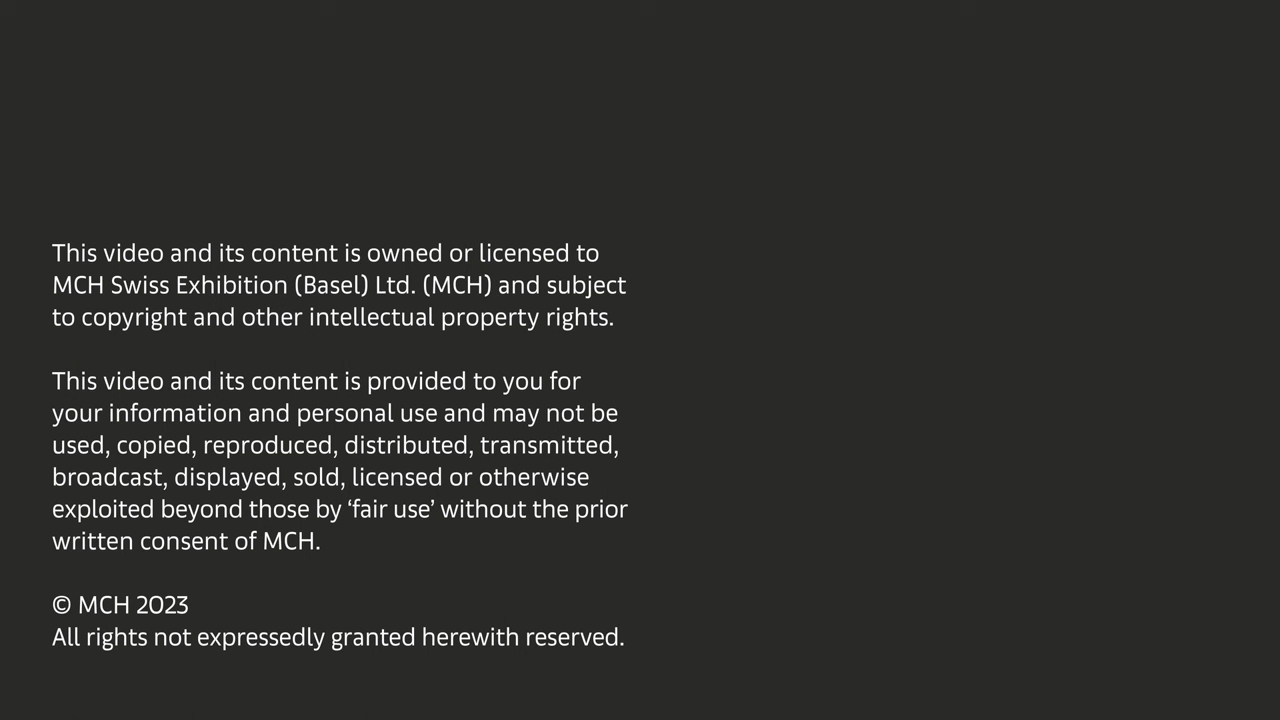 This video and its content is owned or licensed to
MCH Swiss Exhibition (Basel) Ltd. (MCH) and subject
to copyright and other intellectual property rights.
This video and its content is provided to you for
your information and personal use and may not be
used, copied, reproduced, distributed, transmitted,
broadcast, displayed, sold, licensed or otherwise
exploited beyond those by ‘fair use’ without the prior
written consent of MCH.
© MCH 2023
All rights not expressedly granted herewith reserved.